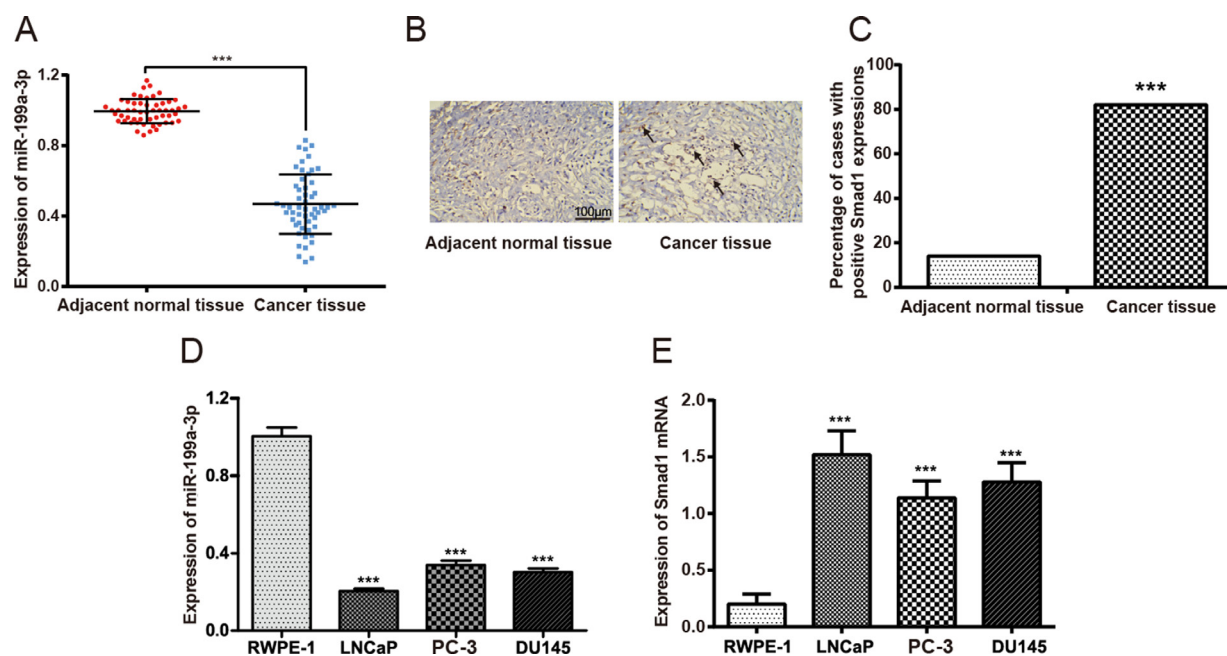 A
Expression of miR-199a-3p
1.2
0.8
0.4
0.0
***
Adjacent normal tissue
Cancer tissue
B
100μm
Adjacent normal tissue
Cancer tissue
C
Percentage of cases with
positive Smad1 expressions
100
80
60
40
20
0
***
Adjacent normal tissue
Cancer tissue
D
Expression of miR-199a-3p
1.2
0.8
0.4
0.0
***
***
***
RWPE-1
LNCaP
PC-3
DU145
E
Expression of Smad1 mRNA
2.0
1.5
1.0
0.5
0.0
***
***
***
RWPE-1
LNCaP
PC-3
DU145